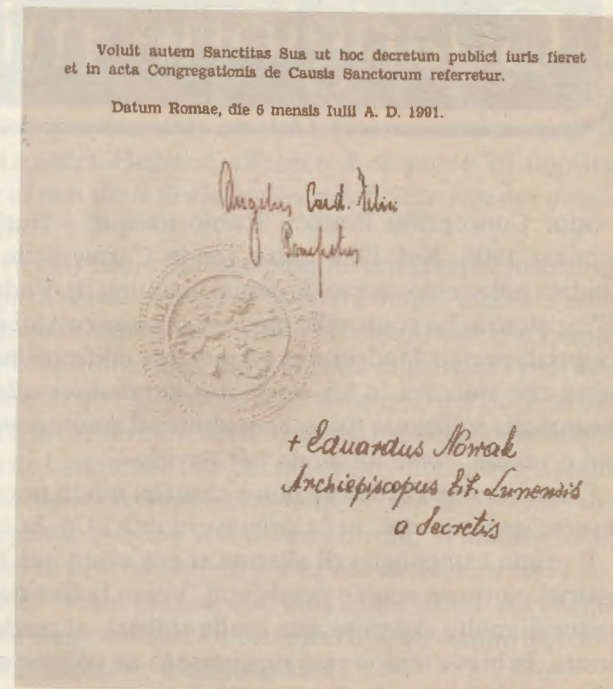 Voluit autem Sanctitas Sua ut hoc decretum publici iuris fieret
et in acta Congregationis de Causis Sanctorum referretur.
Datum Romae, die 6 mensis Iulii A. D. 1991.
Angelus Card. Felici
Praefectus
+ Eduardus Nowak
Archiepiscopus tit. Lunensis
a Secretis